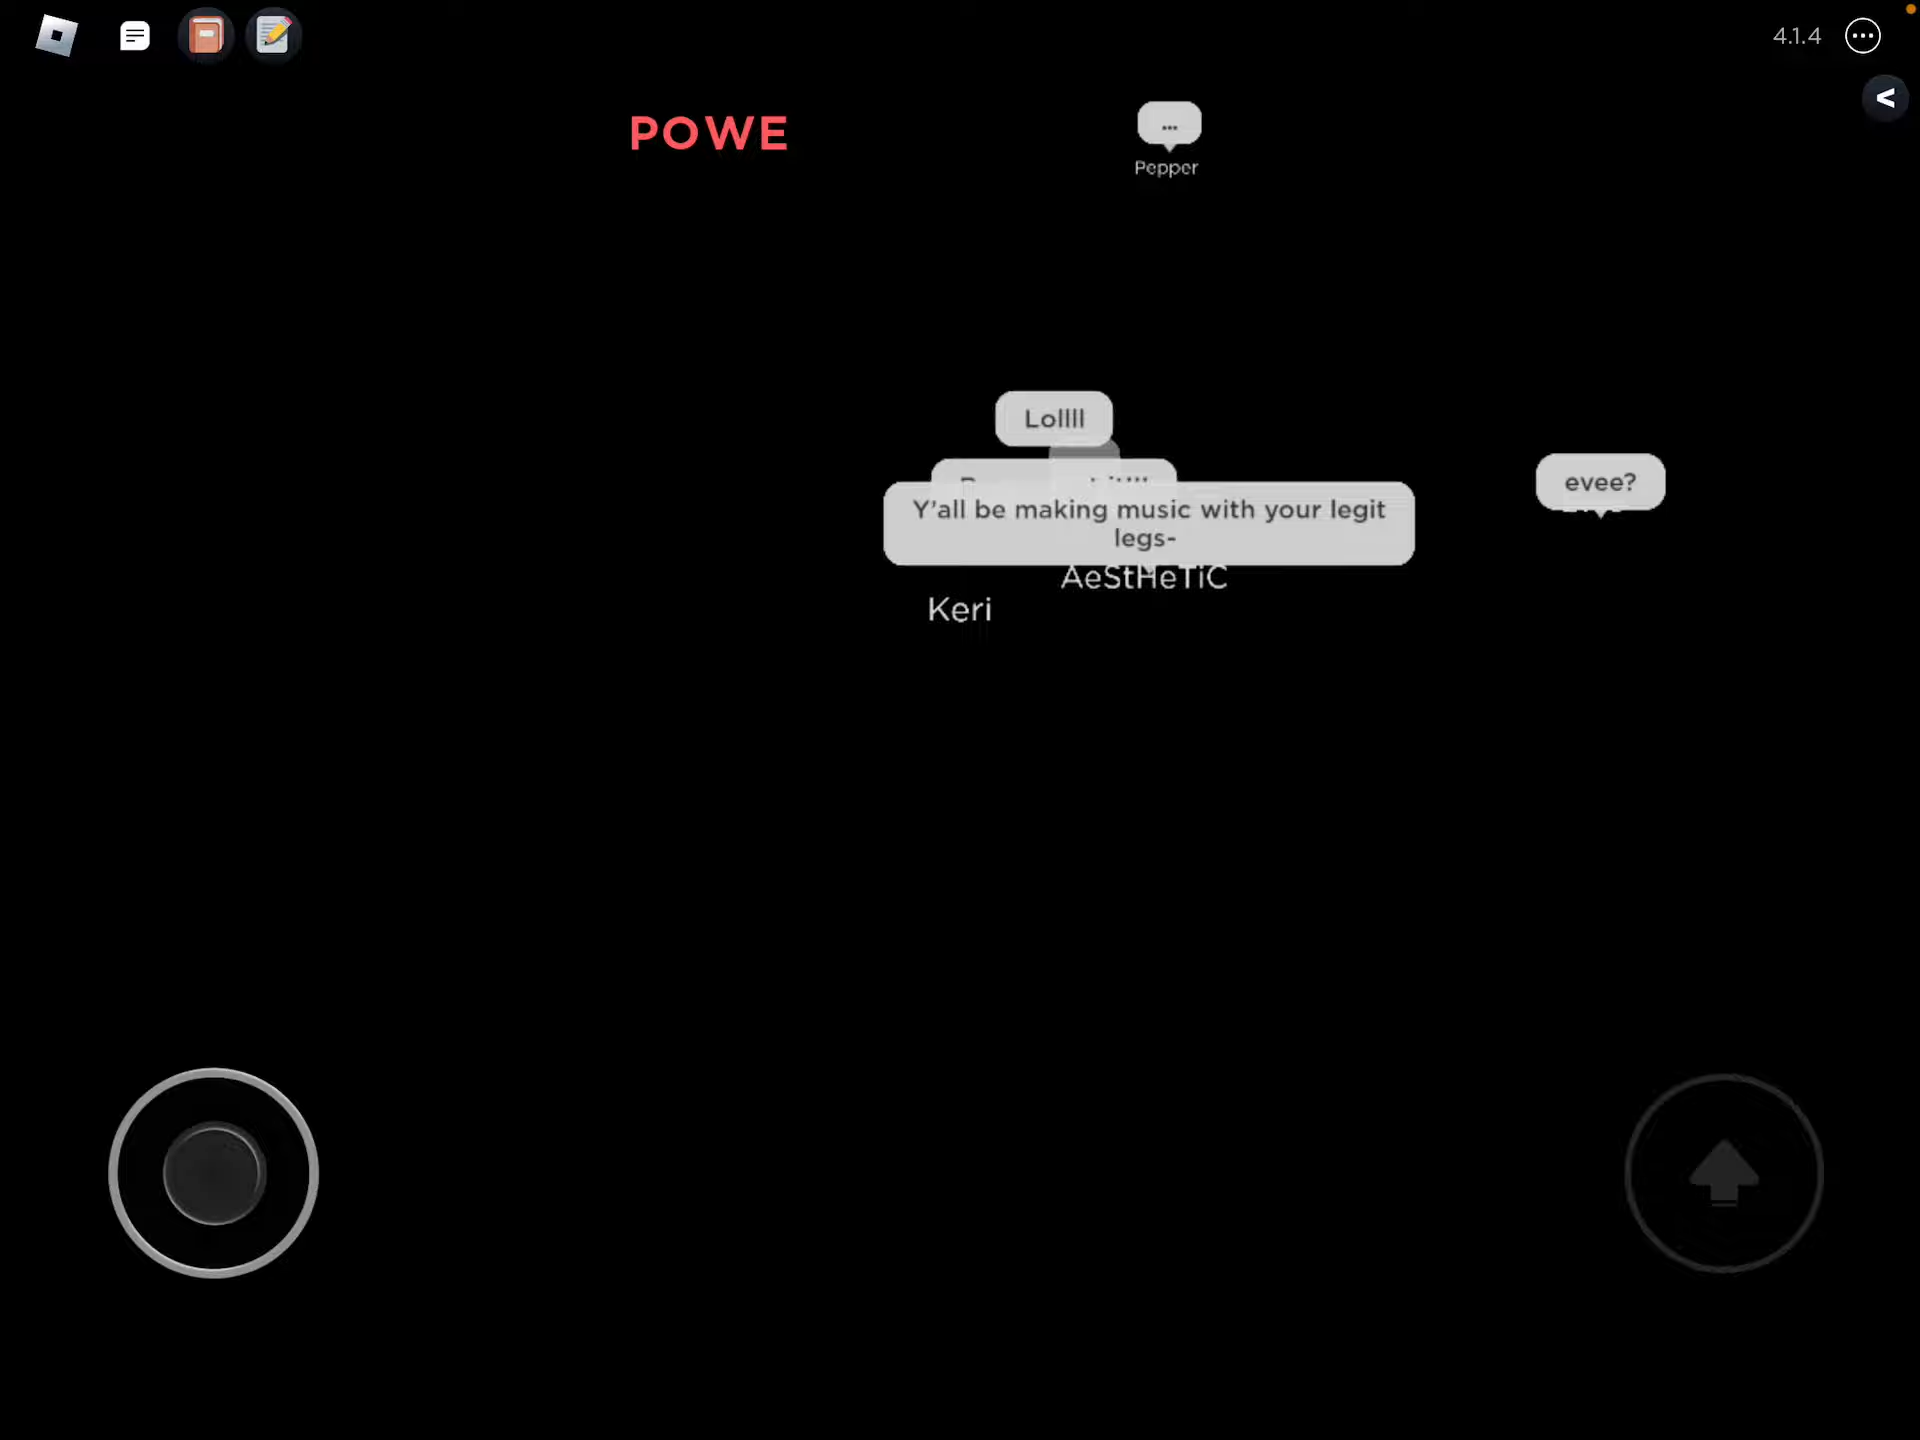 4.1.4
POWE
...
Pepper
Lollll
Y'all be making music with your legit
legs-
evee?
AeStHeTiC
Keri